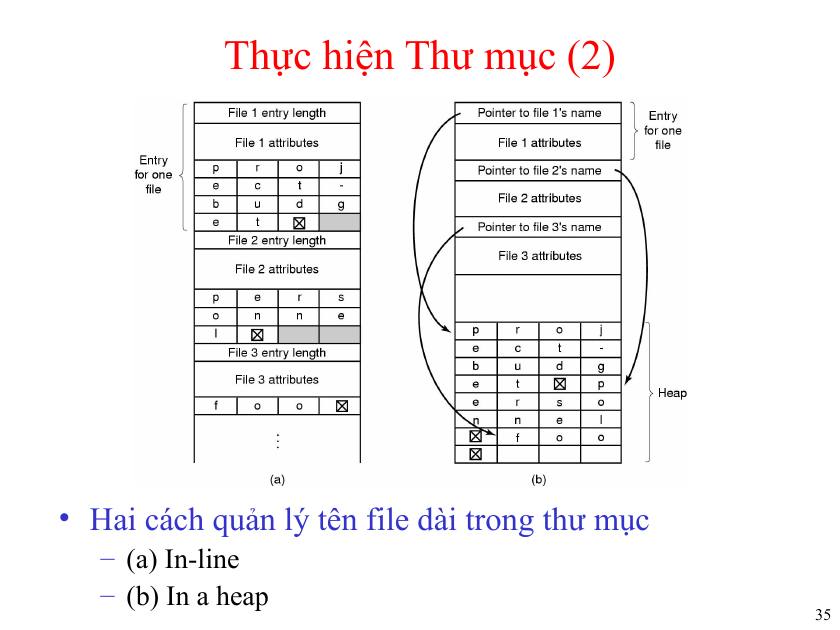 Thực hiện Thư mục (2)
Entry
for one
file
File 1 entry length
File 1 attributes
p r o j
e c t -
b u d g
e t ☒
File 2 entry length
File 2 attributes
p e r s
o n n e
l ☒
File 3 entry length
File 3 attributes
f o o ☒
⋮
(a)
Pointer to file 1's name
File 1 attributes
Pointer to file 2's name
File 2 attributes
Pointer to file 3's name
File 3 attributes
p r o j
e c t -
b u d g
e t ☒ p
e r s o
n n e l
☒ f o o
☒
Entry
for one
file
Heap
(b)
• Hai cách quản lý tên file dài trong thư mục
– (a) In-line
– (b) In a heap
35